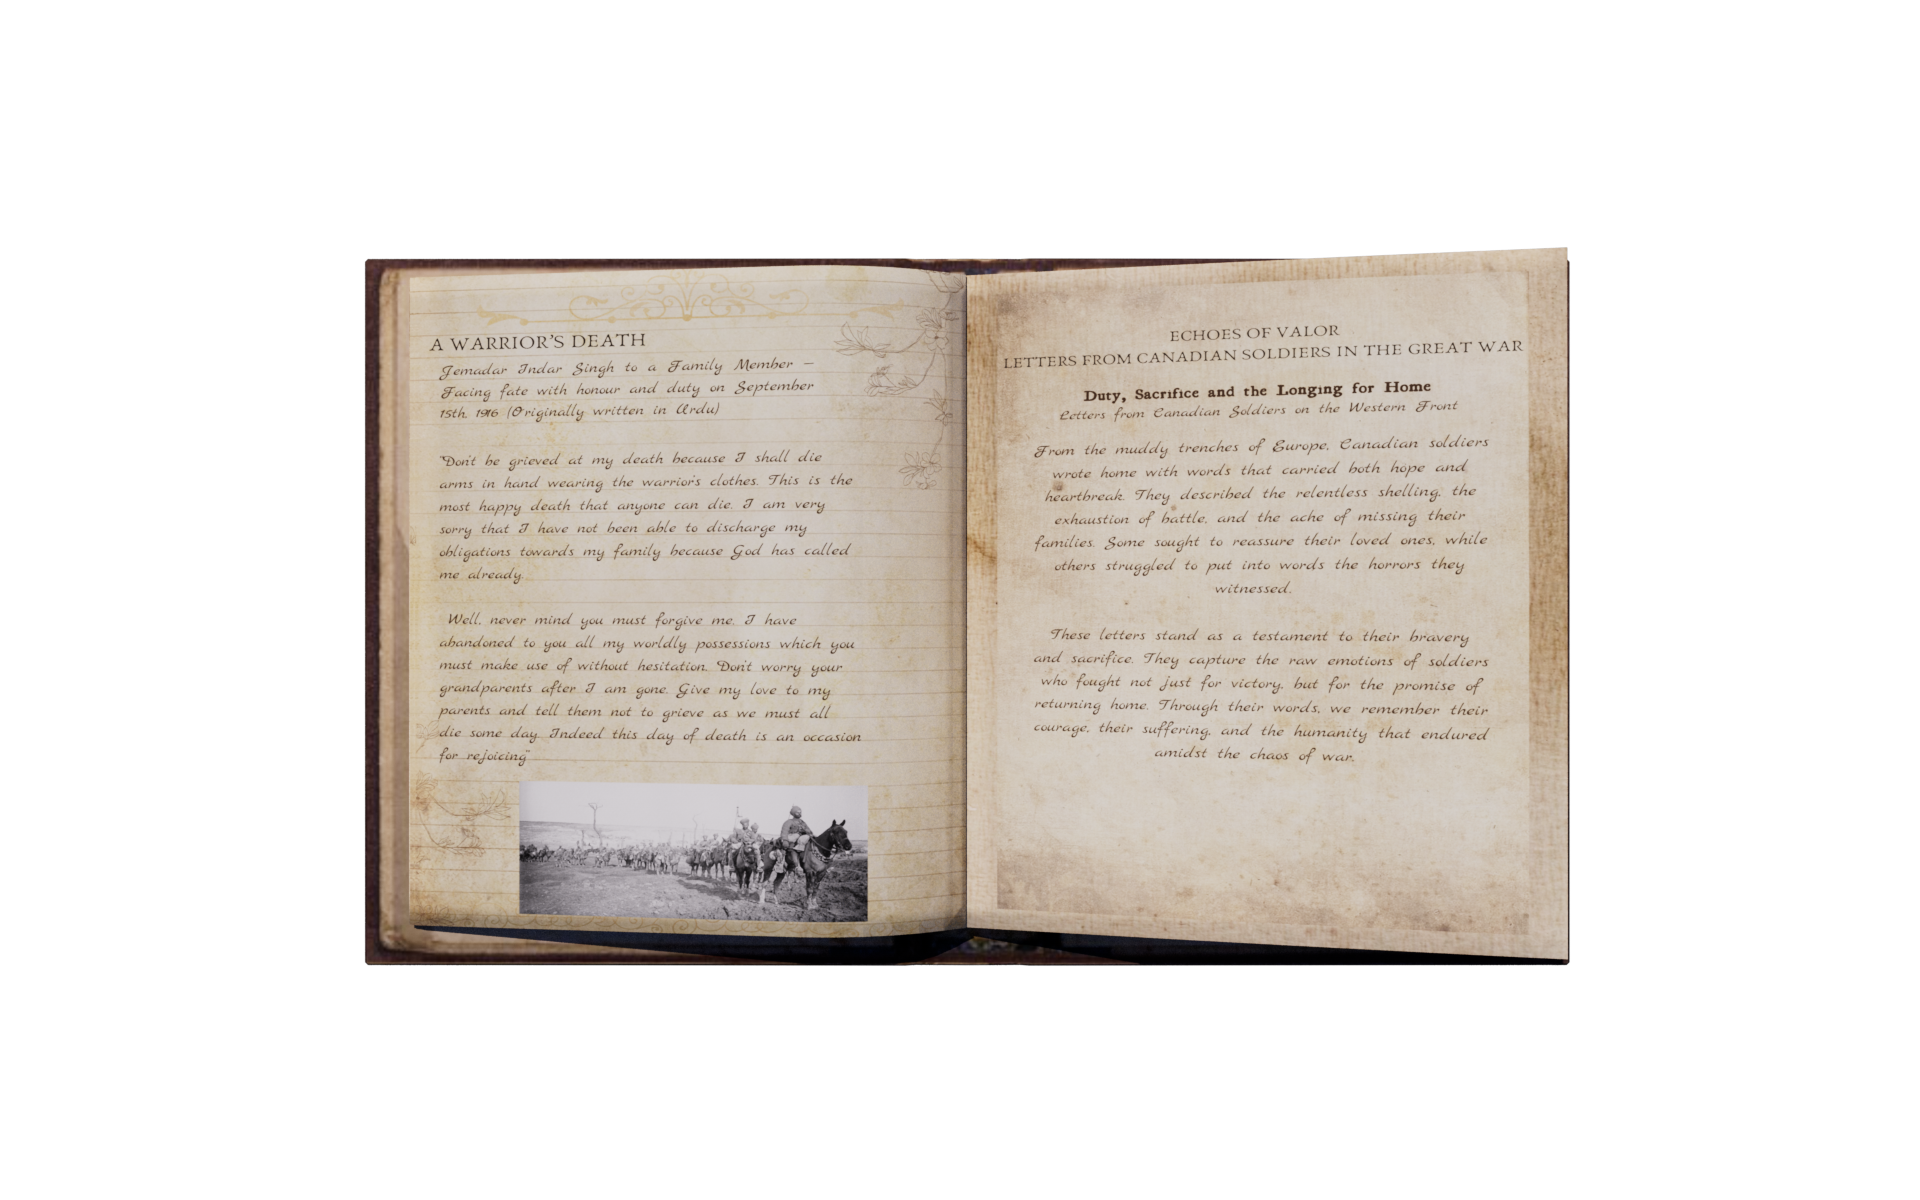 A WARRIOR'S DEATH
Jemadar Indar Singh to a Family Member –
Facing fate with honour and duty on September
15th, 1916 (Originally written in Urdu)
"Don't be grieved at my death because I shall die
arms in hand wearing the warrior's clothes. This is the
most happy death that anyone can die. I am very
sorry that I have not been able to discharge my
obligations towards my family because God has called
me already.
Well, never mind you must forgive me. I have
abandoned to you all my worldly possessions which you
must make use of without hesitation. Don't worry your
grandparents after I am gone. Give my love to my
parents and tell them not to grieve as we must all
die some day. Indeed this day of death is an occasion
for rejoicing"
ECHOES OF VALOR
LETTERS FROM CANADIAN SOLDIERS IN THE GREAT WAR
Duty, Sacrifice and the Longing for Home
Letters from Canadian Soldiers on the Western Front
From the muddy trenches of Europe, Canadian soldiers
wrote home with words that carried both hope and
heartbreak. They described the relentless shelling, the
exhaustion of battle, and the ache of missing their
families. Some sought to reassure their loved ones, while
others struggled to put into words the horrors they
witnessed.
These letters stand as a testament to their bravery
and sacrifice. They capture the raw emotions of soldiers
who fought not just for victory, but for the promise of
returning home. Through their words, we remember their
courage, their suffering, and the humanity that endured
amidst the chaos of war.